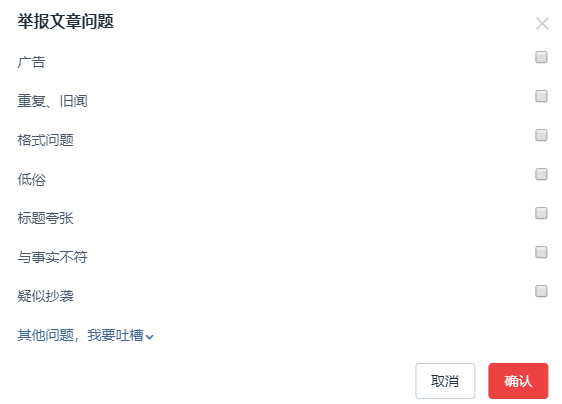 举报文章问题
广告
重复、旧闻
格式问题
低俗
标题夸张
与事实不符
疑似抄袭
其他问题，我要吐槽
取消 确认